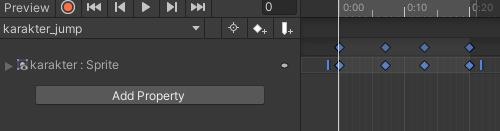 Preview 0 0:00 0:10 0:20
karakter_jump
karakter : Sprite
Add Property